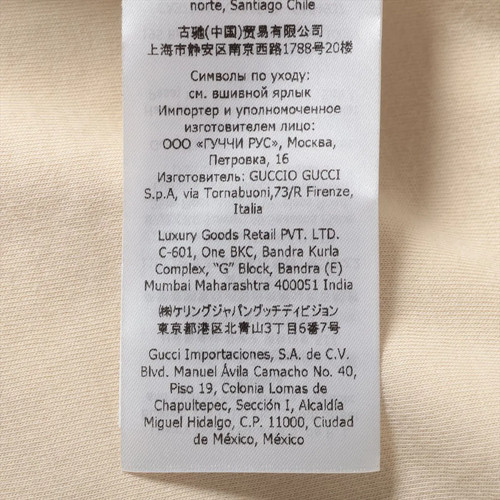 norte, Santiago Chile
古驰(中国)贸易有限公司
上海市静安区南京西路1788号20楼
Символы по уходу:
см. вшивной ярлык
Импортер и уполномоченное
изготовителем лицо:
ООО «ГУЧЧИ РУС», Москва,
Петровка, 16
Изготовитель: GUCCIO GUCCI
S.p.A, via Tornabuoni,73/R Firenze,
Italia
Luxury Goods Retail PVT. LTD.
C-601, One BKC, Bandra Kurla
Complex, “G” Block, Bandra (E)
Mumbai Maharashtra 400051 India
㈱ケリングジャパングッチディビジョン
東京都港区北青山3丁目6番7号
Gucci Importaciones, S.A. de C.V.
Blvd. Manuel Ávila Camacho No. 40,
Piso 19, Colonia Lomas de
Chapultepec, Sección I, Alcaldía
Miguel Hidalgo, C.P. 11000, Ciudad
de México, México